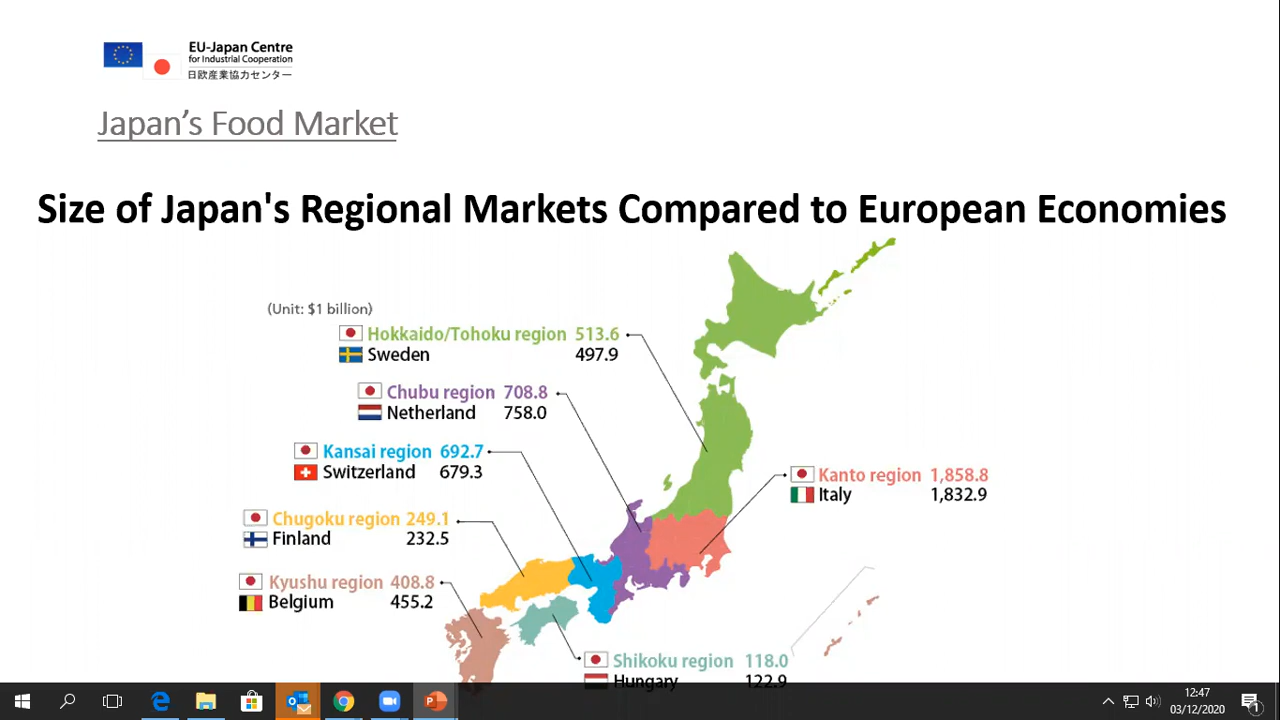 EU-Japan Centre
for Industrial Cooperation
日欧産業協力センター
Japan's Food Market
Size of Japan's Regional Markets Compared to European Economies
(Unit: $1 billion)
Hokkaido/Tohoku region 513.6
Sweden 497.9
Chubu region 708.8
Netherland 758.0
Kansai region 692.7
Switzerland 679.3
Kanto region 1,858.8
Italy 1,832.9
Chugoku region 249.1
Finland 232.5
Kyushu region 408.8
Belgium 455.2
Shikoku region 118.0
Hungary 122.9
12:47
03/12/2020
1